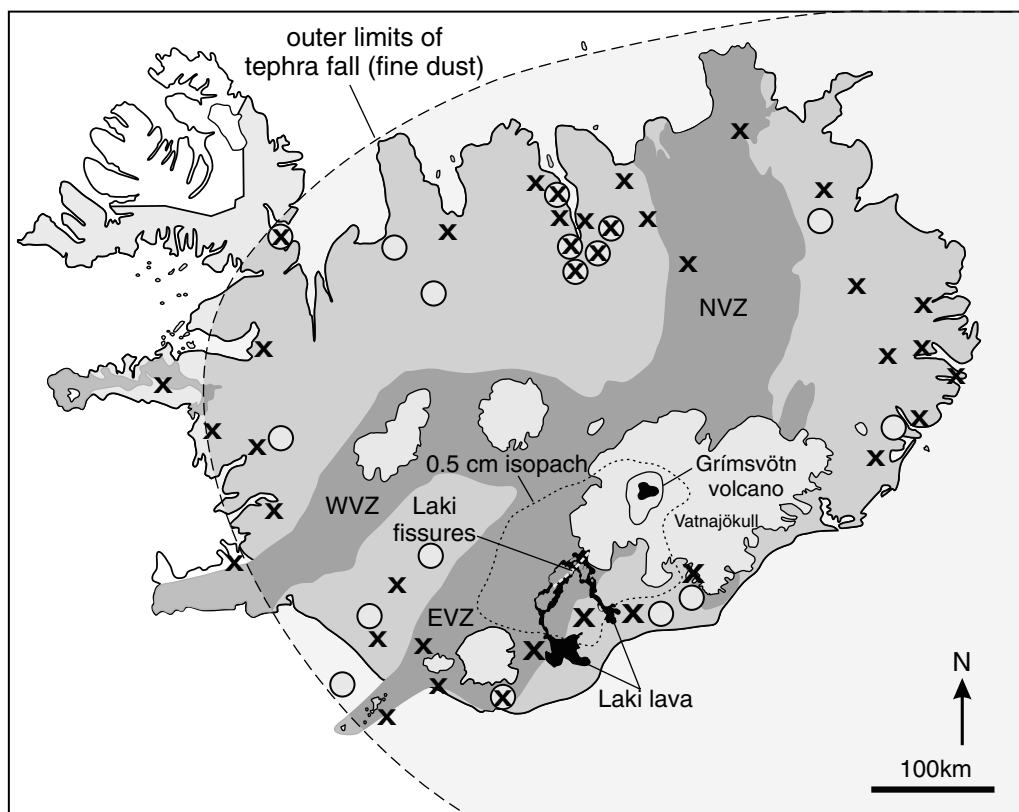 outer limits of
tephra fall (fine dust)
NVZ
0.5 cm isopach
Grímsvötn
volcano
WVZ
Laki
fissures
Vatnajökull
EVZ
Laki lava
N
100km